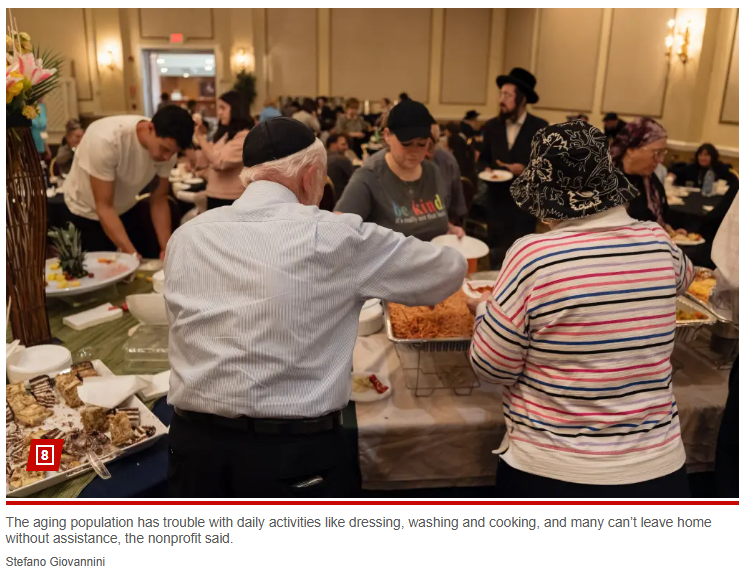 be kind
8
The aging population has trouble with daily activities like dressing, washing and cooking, and many can't leave home
without assistance, the nonprofit said.
Stefano Giovannini